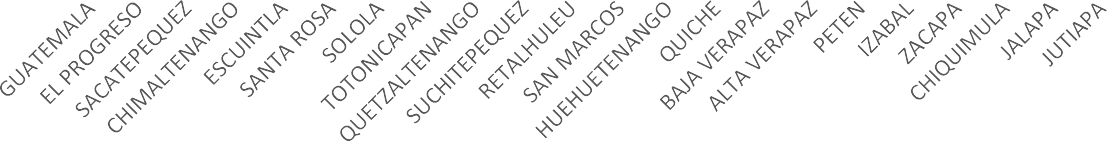 GUATEMALA
EL PROGRESO
SACATEPEQUEZ
CHIMALTENANGO
ESCUINTLA
SANTA ROSA
SOLOLA
TOTONICAPAN
QUETZALTENANGO
SUCHITEPEQUEZ
RETALHULEU
SAN MARCOS
HUEHUETENANGO
QUICHE
BAJA VERAPAZ
ALTA VERAPAZ
PETEN
IZABAL
ZACAPA
CHIQUIMULA
JALAPA
JUTIAPA